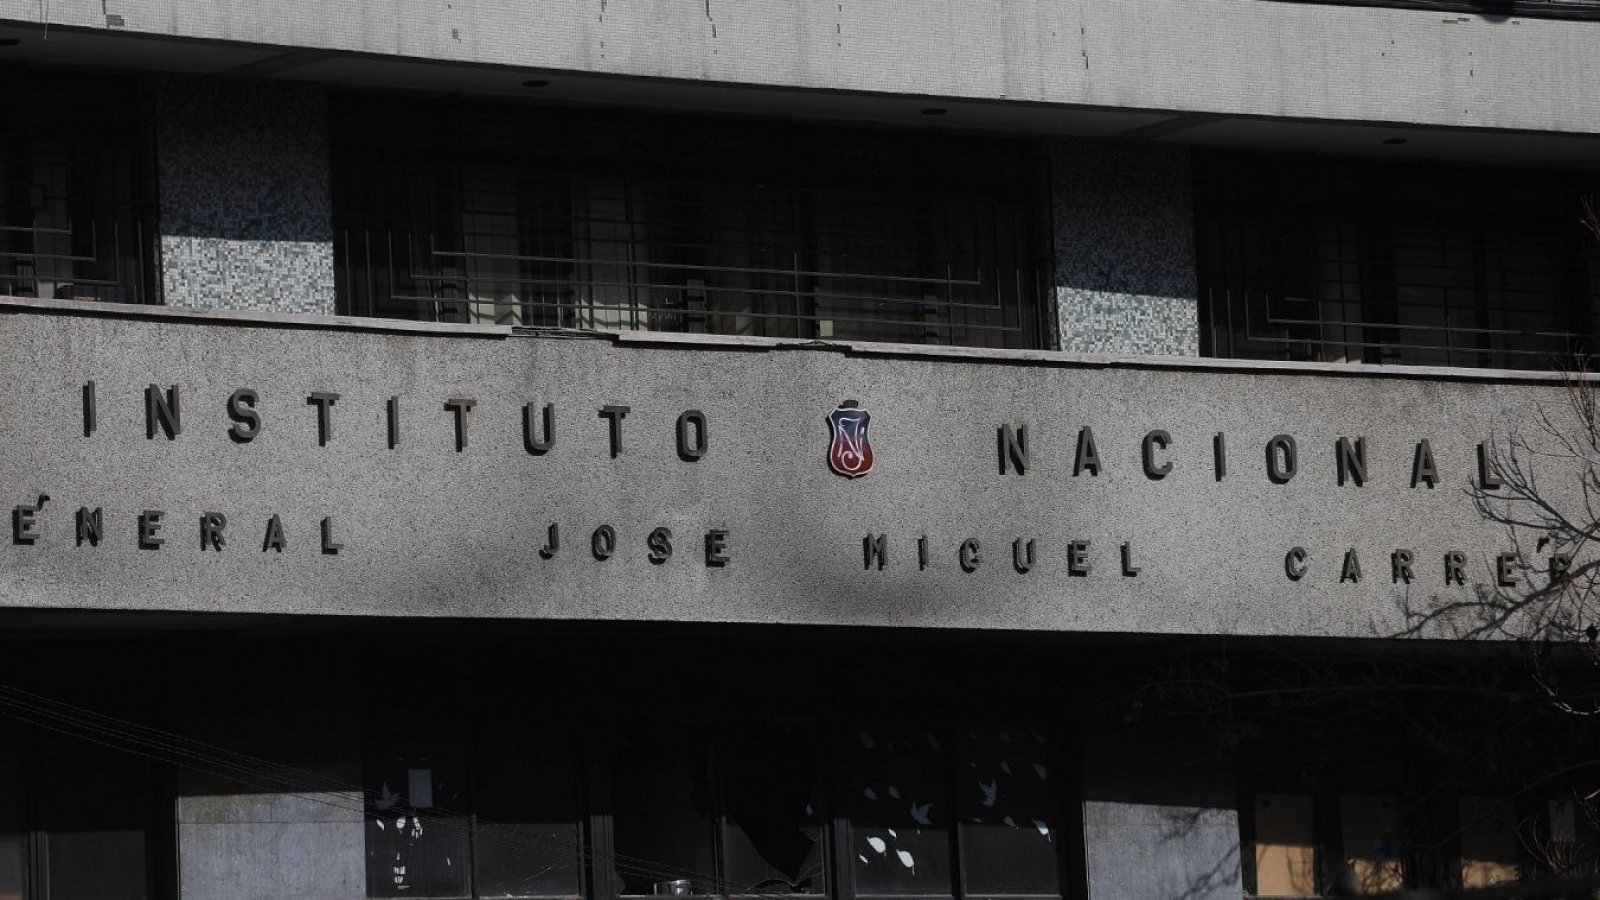 INSTITUTO NACIONAL
ENERAL JOSE MIGUEL CARRER